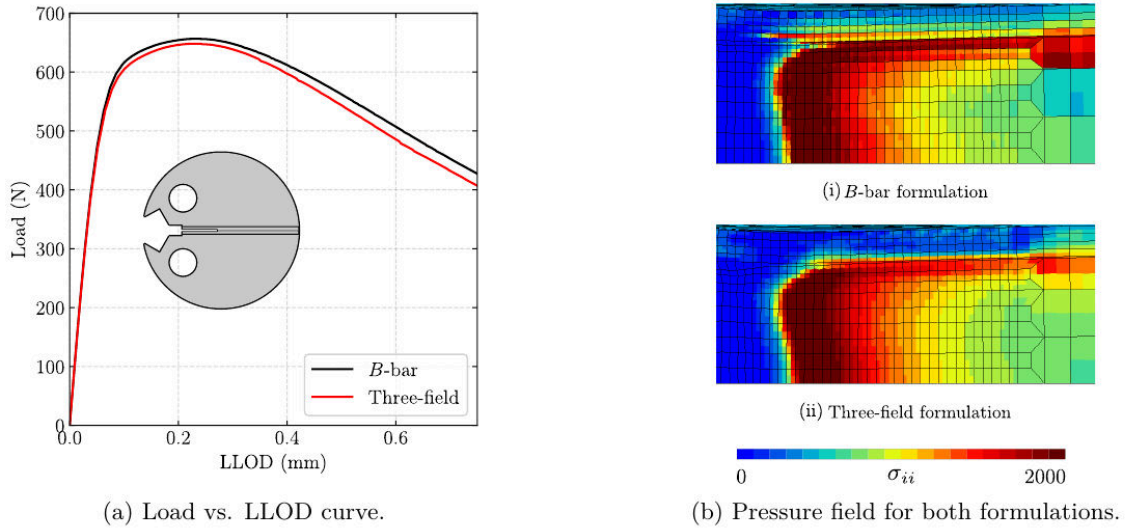 700
600
500
400
300
200
100
0
Load (N)
0.0 0.2 0.4 0.6
LLOD (mm)
B-bar
Three-field
(a) Load vs. LLOD curve.
(i) B-bar formulation
(ii) Three-field formulation
0 σii 2000
(b) Pressure field for both formulations.